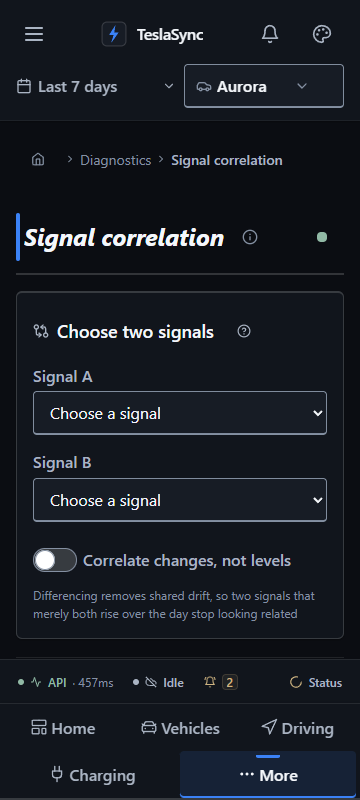 TeslaSync
Last 7 days
Aurora
Diagnostics
Signal correlation
Signal correlation
Choose two signals
Signal A
Choose a signal
Signal B
Choose a signal
Correlate changes, not levels
Differencing removes shared drift, so two signals that
merely both rise over the day stop looking related
API · 457ms
Idle
2
Status
Home
Vehicles
Driving
Charging
More